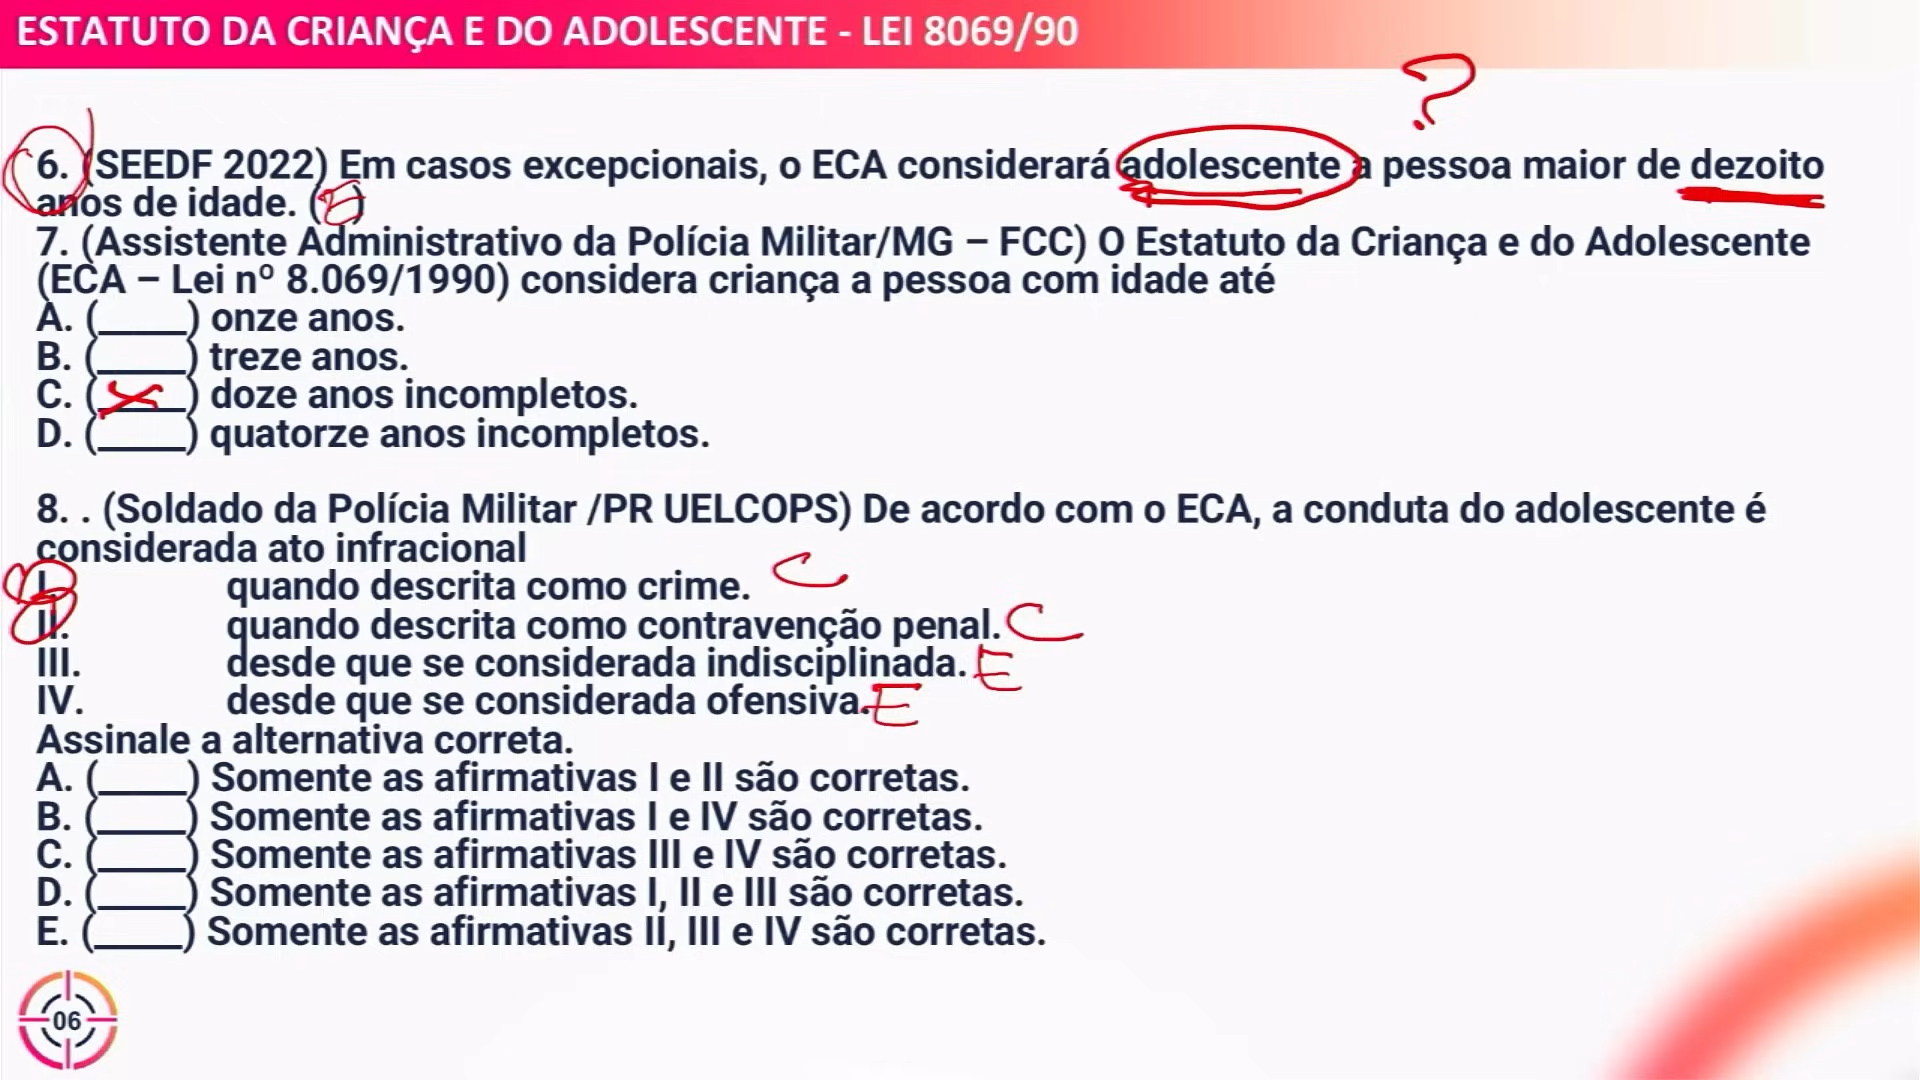 ESTATUTO DA CRIANÇA E DO ADOLESCENTE - LEI 8069/90
?
6. (SEEDF 2022) Em casos excepcionais, o ECA considerará adolescente a pessoa maior de dezoito
anos de idade. (E)
7. (Assistente Administrativo da Polícia Militar/MG – FCC) O Estatuto da Criança e do Adolescente
(ECA – Lei nº 8.069/1990) considera criança a pessoa com idade até
A. (_____) onze anos.
B. (_____) treze anos.
C. (__X__) doze anos incompletos.
D. (_____) quatorze anos incompletos.
8. . (Soldado da Polícia Militar /PR UELCOPS) De acordo com o ECA, a conduta do adolescente é
considerada ato infracional
I. quando descrita como crime. C
II. quando descrita como contravenção penal. C
III. desde que se considerada indisciplinada. E
IV. desde que se considerada ofensiva. E
Assinale a alternativa correta.
A. (_____) Somente as afirmativas I e II são corretas.
B. (_____) Somente as afirmativas I e IV são corretas.
C. (_____) Somente as afirmativas III e IV são corretas.
D. (_____) Somente as afirmativas I, II e III são corretas.
E. (_____) Somente as afirmativas II, III e IV são corretas.
06